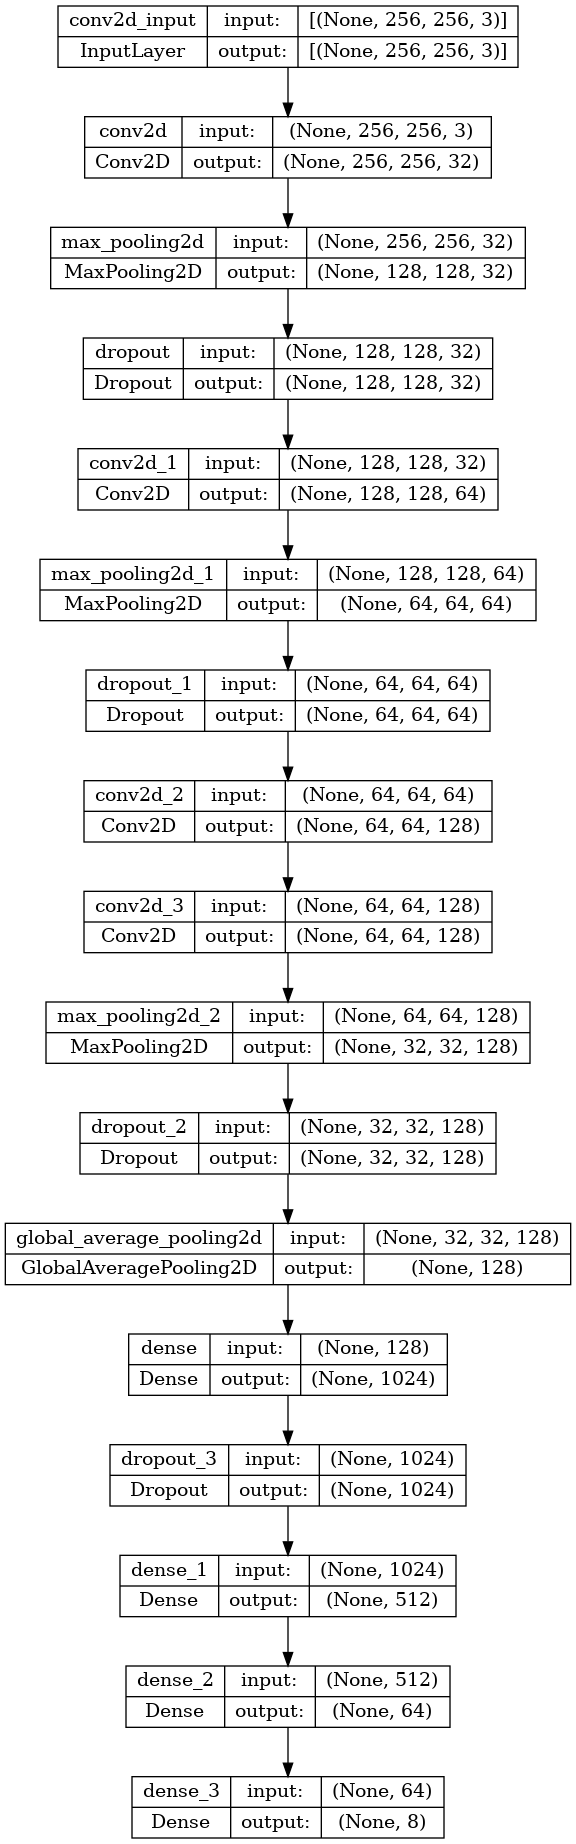 conv2d_input input: [(None, 256, 256, 3)]
InputLayer output: [(None, 256, 256, 3)]
conv2d input: (None, 256, 256, 3)
Conv2D output: (None, 256, 256, 32)
max_pooling2d input: (None, 256, 256, 32)
MaxPooling2D output: (None, 128, 128, 32)
dropout input: (None, 128, 128, 32)
Dropout output: (None, 128, 128, 32)
conv2d_1 input: (None, 128, 128, 32)
Conv2D output: (None, 128, 128, 64)
max_pooling2d_1 input: (None, 128, 128, 64)
MaxPooling2D output: (None, 64, 64, 64)
dropout_1 input: (None, 64, 64, 64)
Dropout output: (None, 64, 64, 64)
conv2d_2 input: (None, 64, 64, 64)
Conv2D output: (None, 64, 64, 128)
conv2d_3 input: (None, 64, 64, 128)
Conv2D output: (None, 64, 64, 128)
max_pooling2d_2 input: (None, 64, 64, 128)
MaxPooling2D output: (None, 32, 32, 128)
dropout_2 input: (None, 32, 32, 128)
Dropout output: (None, 32, 32, 128)
global_average_pooling2d input: (None, 32, 32, 128)
GlobalAveragePooling2D output: (None, 128)
dense input: (None, 128)
Dense output: (None, 1024)
dropout_3 input: (None, 1024)
Dropout output: (None, 1024)
dense_1 input: (None, 1024)
Dense output: (None, 512)
dense_2 input: (None, 512)
Dense output: (None, 64)
dense_3 input: (None, 64)
Dense output: (None, 8)